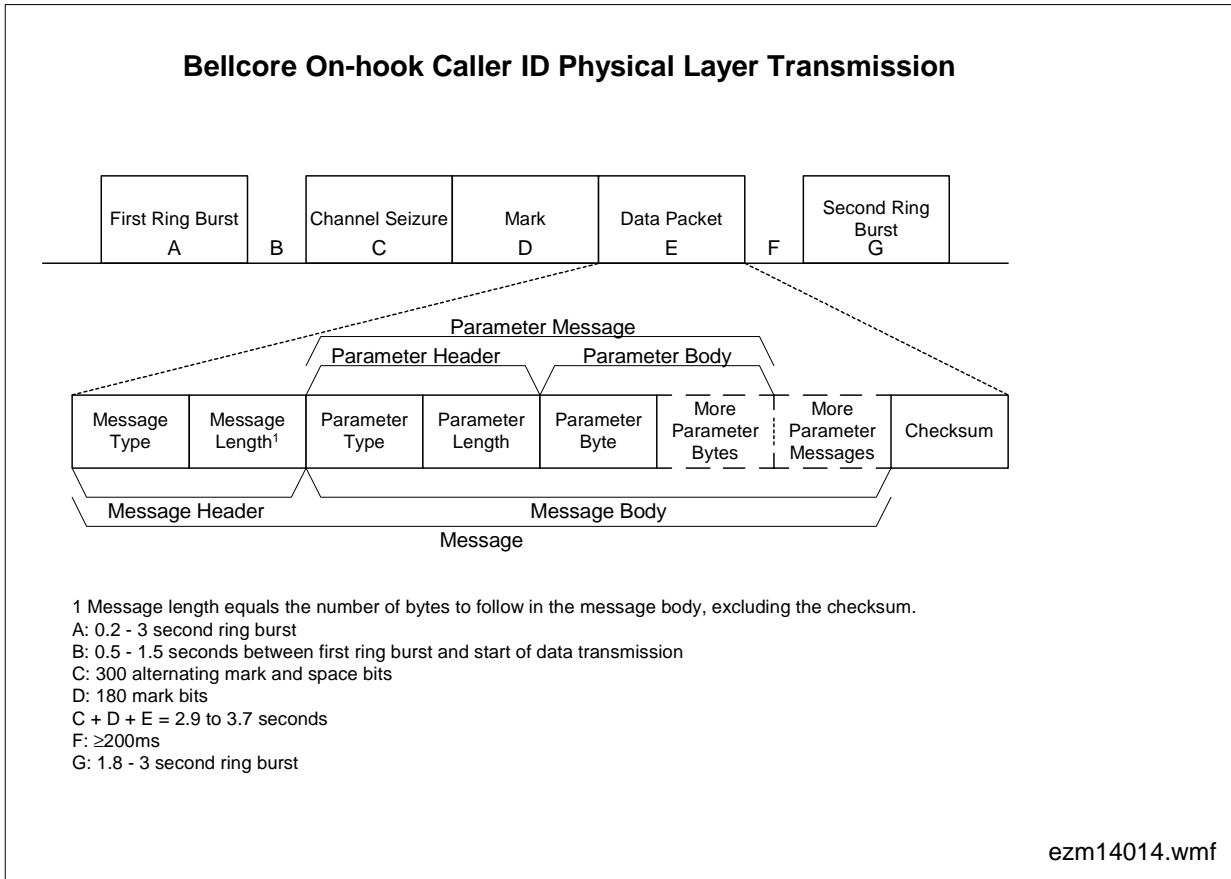 Bellcore On-hook Caller ID Physical Layer Transmission
First Ring Burst
A
B
Channel Seizure
C
Mark
D
Data Packet
E
F
Second Ring
Burst
G
Parameter Message
Parameter Header
Parameter Body
Message
Type
Message
Length¹
Parameter
Type
Parameter
Length
Parameter
Byte
More
Parameter
Bytes
More
Parameter
Messages
Checksum
Message Header
Message Body
Message
1 Message length equals the number of bytes to follow in the message body, excluding the checksum.
A: 0.2 - 3 second ring burst
B: 0.5 - 1.5 seconds between first ring burst and start of data transmission
C: 300 alternating mark and space bits
D: 180 mark bits
C + D + E = 2.9 to 3.7 seconds
F: ≥200ms
G: 1.8 - 3 second ring burst
ezm14014.wmf